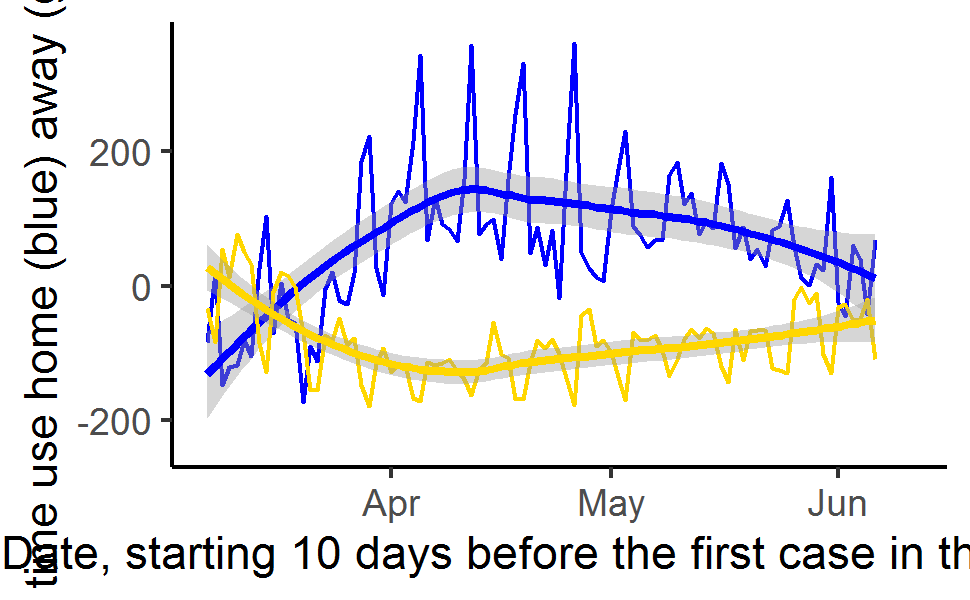 time use home (blue) away (
200
0
-200
Apr May Jun
Date, starting 10 days before the first case in th